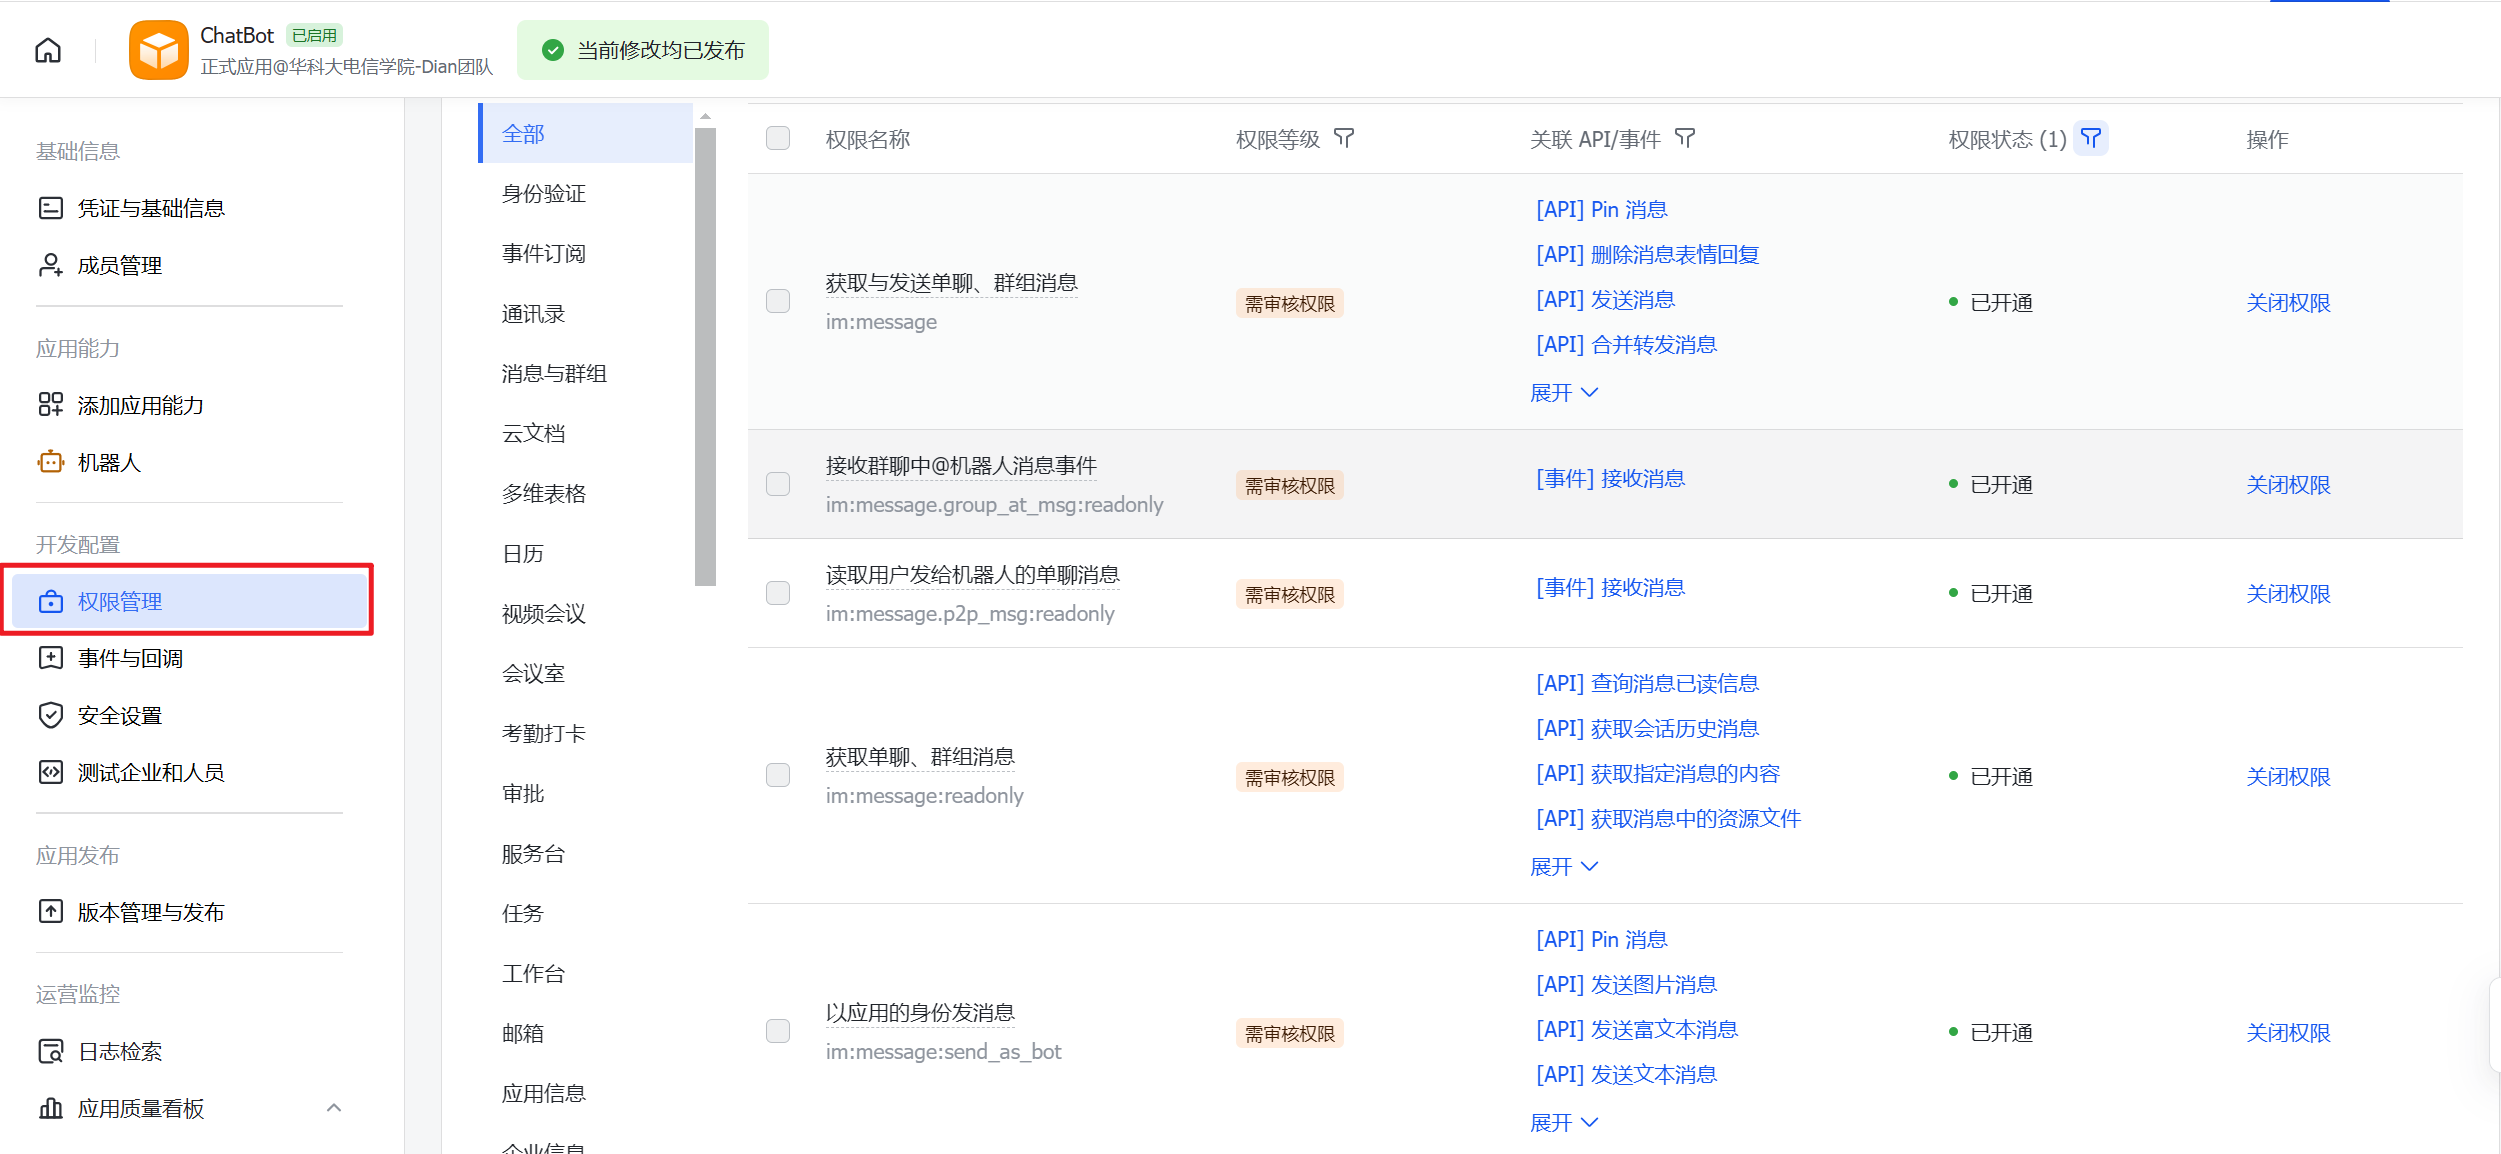 ChatBot 已启用
正式应用@华科大电信学院-Dian团队
当前修改均已发布
基础信息
凭证与基础信息
成员管理
应用能力
添加应用能力
机器人
开发配置
权限管理
事件与回调
安全设置
测试企业和人员
应用发布
版本管理与发布
运营监控
日志检索
应用质量看板
全部
身份验证
事件订阅
通讯录
消息与群组
云文档
多维表格
日历
视频会议
会议室
考勤打卡
审批
服务台
任务
工作台
邮箱
应用信息
企业信息
权限名称 权限等级 关联 API/事件 权限状态 (1) 操作
获取与发送单聊、群组消息
im:message
需审核权限
[API] Pin 消息
[API] 删除消息表情回复
[API] 发送消息
[API] 合并转发消息
展开
已开通
关闭权限
接收群聊中@机器人消息事件
im:message.group_at_msg:readonly
需审核权限
[事件] 接收消息
已开通
关闭权限
读取用户发给机器人的单聊消息
im:message.p2p_msg:readonly
需审核权限
[事件] 接收消息
已开通
关闭权限
获取单聊、群组消息
im:message:readonly
需审核权限
[API] 查询消息已读信息
[API] 获取会话历史消息
[API] 获取指定消息的内容
[API] 获取消息中的资源文件
展开
已开通
关闭权限
以应用的身份发消息
im:message:send_as_bot
需审核权限
[API] Pin 消息
[API] 发送图片消息
[API] 发送富文本消息
[API] 发送文本消息
展开
已开通
关闭权限